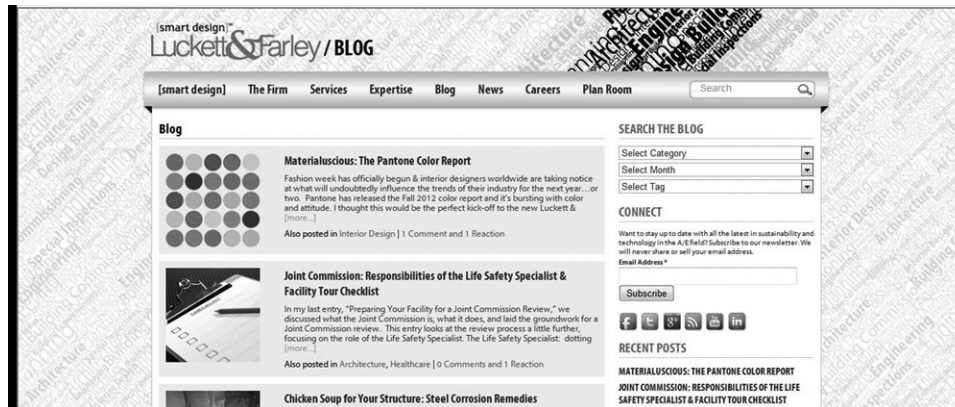 [smart design]™
Luckett&Farley / BLOG
[smart design] The Firm Services Expertise Blog News Careers Plan Room Search
Blog
Materialuscious: The Pantone Color Report
Fashion week has officially begun & interior designers worldwide are taking notice
at what will undoubtedly influence the trends of their industry for the next year…or
two. Pantone has released the Fall 2012 color report and it's bursting with color
and attitude. I thought this would be the perfect kick-off to the new Luckett &
[more...]
Also posted in Interior Design | 1 Comment and 1 Reaction
Joint Commission: Responsibilities of the Life Safety Specialist &
Facility Tour Checklist
In my last entry, "Preparing Your Facility for a Joint Commission Review," we
discussed what the Joint Commission is, what it does, and laid the groundwork for a
Joint Commission review. This entry looks at the review process a little further,
focusing on the role of the Life Safety Specialist. The Life Safety Specialist: dotting
[more...]
Also posted in Architecture, Healthcare | 0 Comments and 1 Reaction
Chicken Soup for Your Structure: Steel Corrosion Remedies
SEARCH THE BLOG
Select Category
Select Month
Select Tag
CONNECT
Want to stay up to date with all the latest in sustainability and
technology in the A/E field? Subscribe to our newsletter. We
will never share or sell your email address.
Email Address *
Subscribe
RECENT POSTS
MATERIALUSCIOUS: THE PANTONE COLOR REPORT
JOINT COMMISSION: RESPONSIBILITIES OF THE LIFE
SAFETY SPECIALIST & FACILITY TOUR CHECKLIST